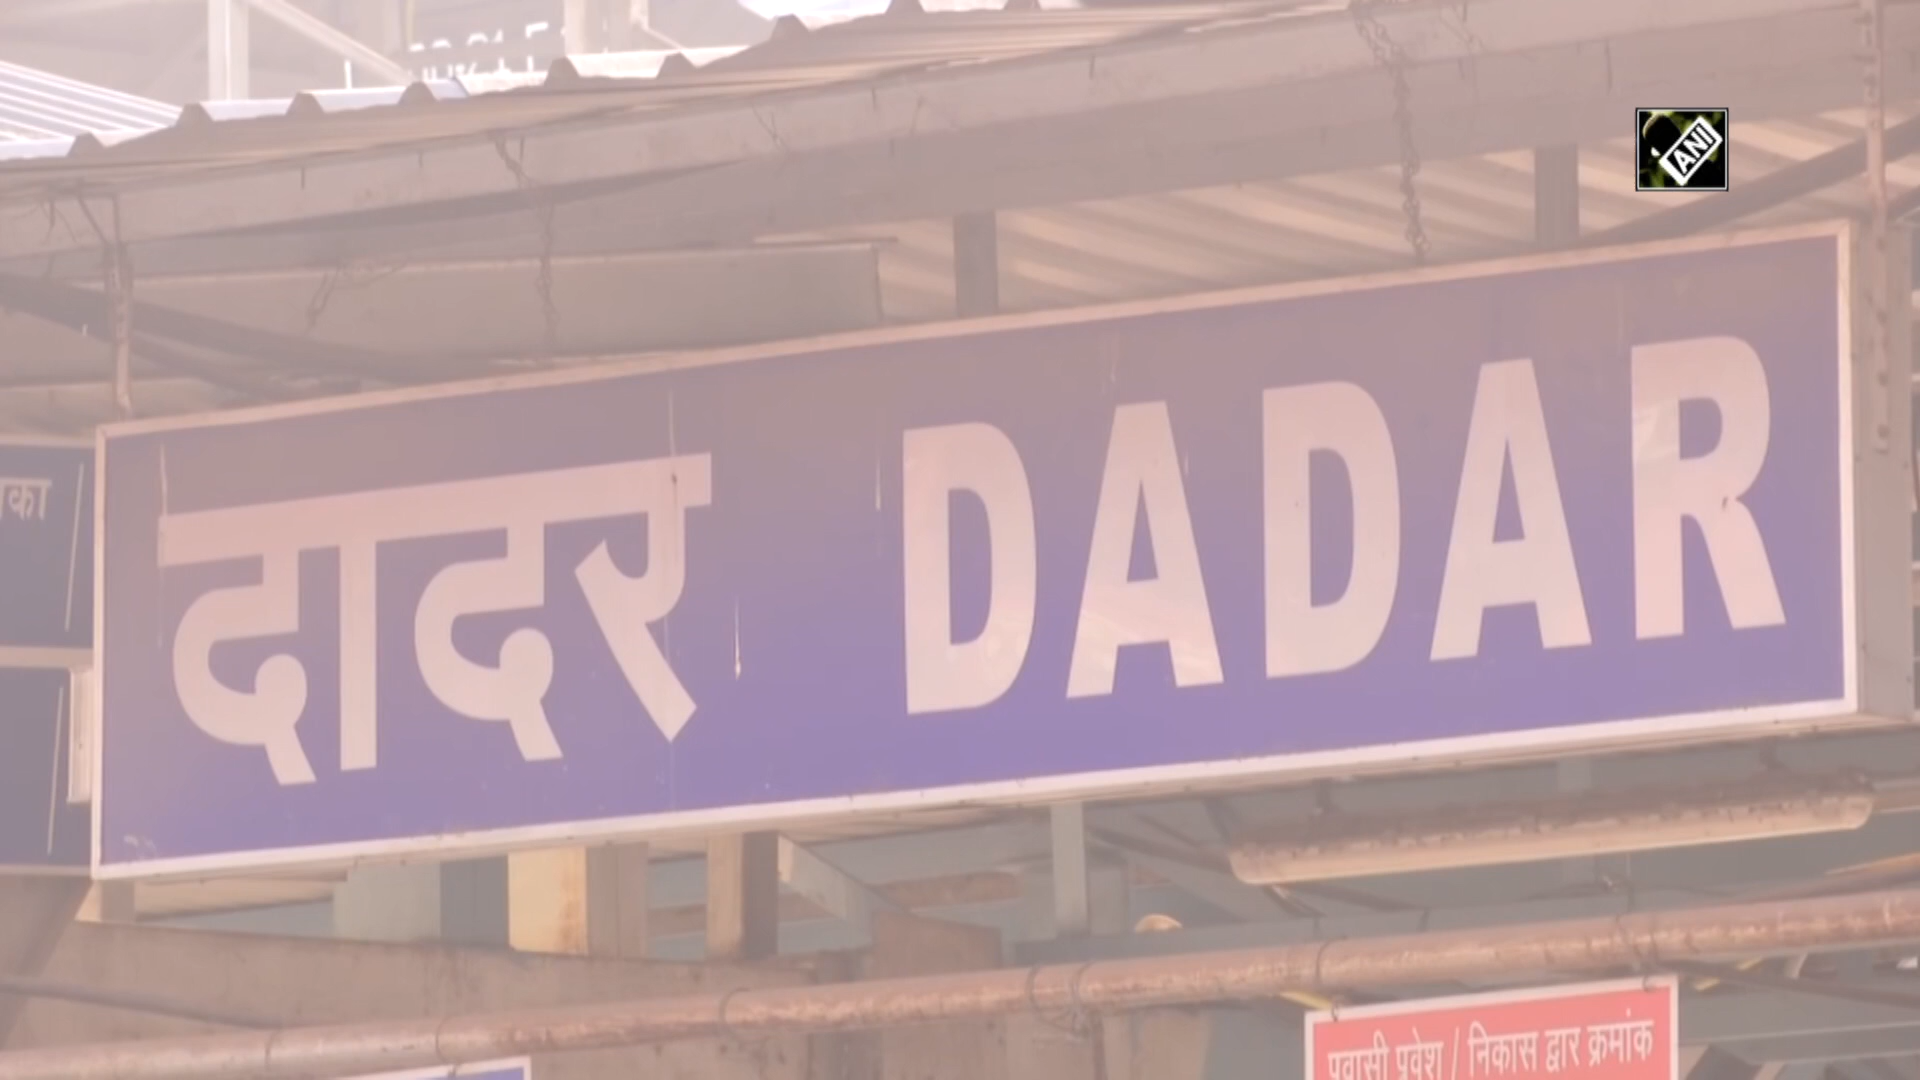 ANI
दादर DADAR
प्रवासी प्रवेश / निकास द्वार क्रमांक